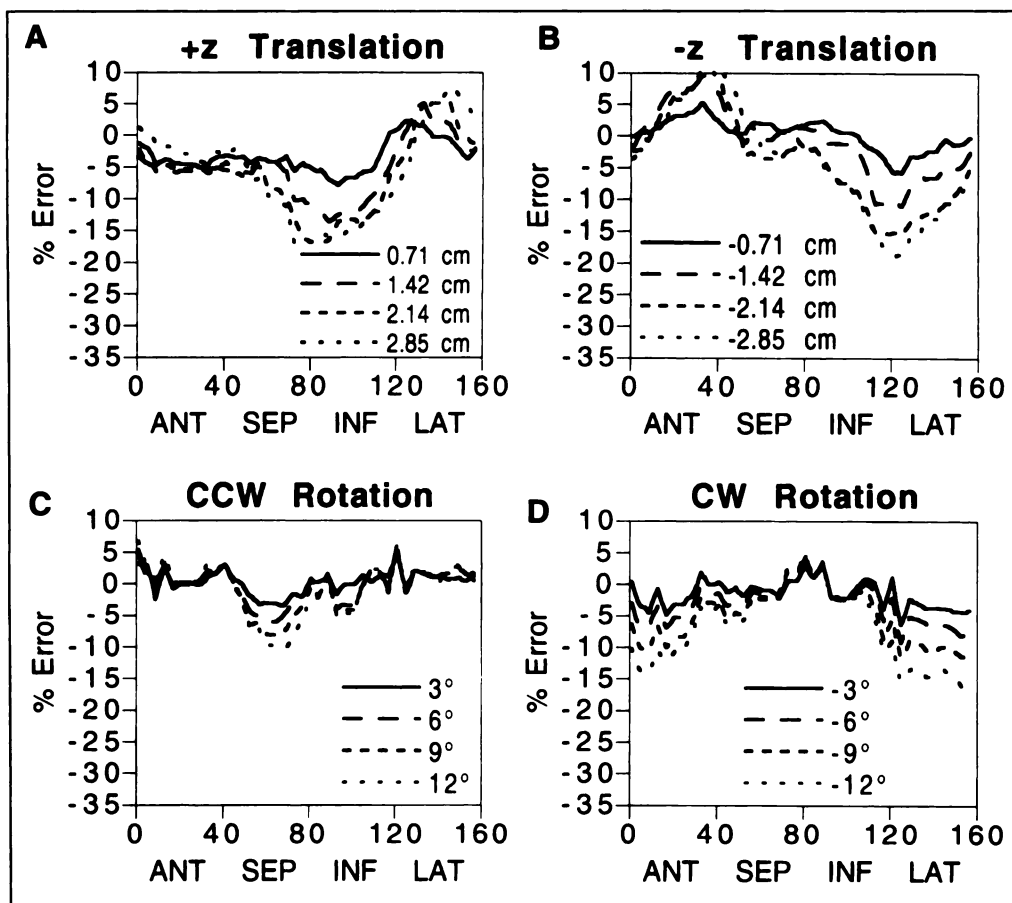 A
+z Translation
10
5
0
-5
-10
-15
-20
-25
-30
-35
% Error
0.71 cm
1.42 cm
2.14 cm
2.85 cm
0 40 80 120 160
ANT SEP INF LAT
B
-z Translation
10
5
0
-5
-10
-15
-20
-25
-30
-35
% Error
-0.71 cm
-1.42 cm
-2.14 cm
-2.85 cm
0 40 80 120 160
ANT SEP INF LAT
C
CCW Rotation
10
5
0
-5
-10
-15
-20
-25
-30
-35
% Error
3°
6°
9°
12°
0 40 80 120 160
ANT SEP INF LAT
D
CW Rotation
10
5
0
-5
-10
-15
-20
-25
-30
-35
% Error
-3°
-6°
-9°
-12°
0 40 80 120 160
ANT SEP INF LAT